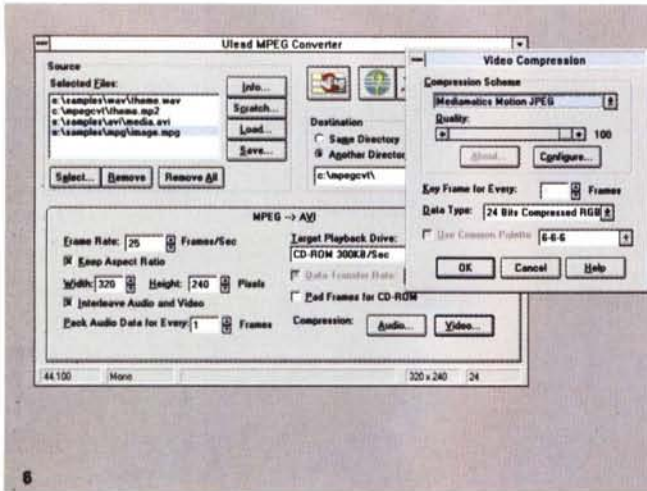 Ulead MPEG Converter
Source
Selected Files:
e:\samples\wav\theme.wav
c:\mpegcvt\theme.mp2
e:\samples\avi\media.avi
e:\samples\mpg\image.mpg
Info...
Scratch...
Load...
Save...
Select...
Remove
Remove All
Destination
Same Directory
Another Director
c:\mpegcvt\
MPEG --> AVI
Frame Rate: 25 Frames/Sec
Keep Aspect Ratio
Width: 320 Height: 240 Pixels
Interleave Audio and Video
Pack Audio Data for Every: 1 Frames
Target Playback Drive:
CD-ROM 300KB/Sec
Data Transfer Rate
Pad Frames for CD-ROM
Compression: Audio... Video...
44.100 Mono 320 x 240 24
Video Compression
Compression Scheme
Mediamatics Motion JPEG
Quality:
100
About... Configure...
Key Frame for Every: Frames
Data Type: 24 Bits Compressed RGB
Use Common Palette 6-6-6
OK Cancel Help
6